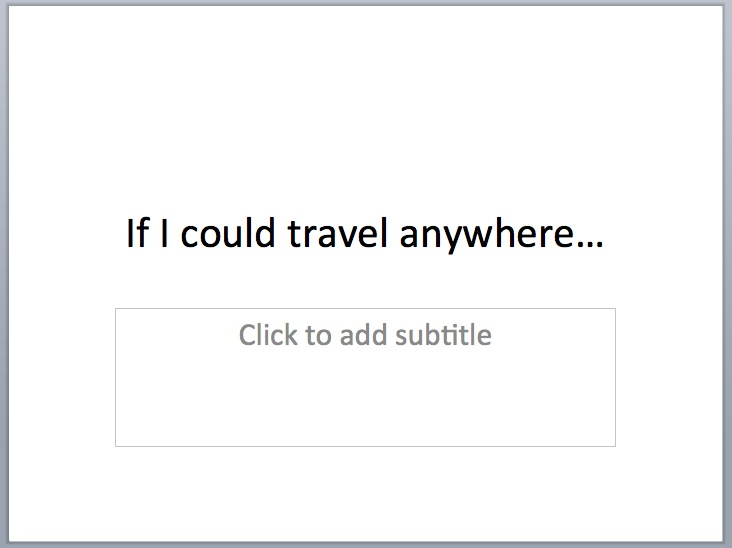 If I could travel anywhere…
Click to add subtitle